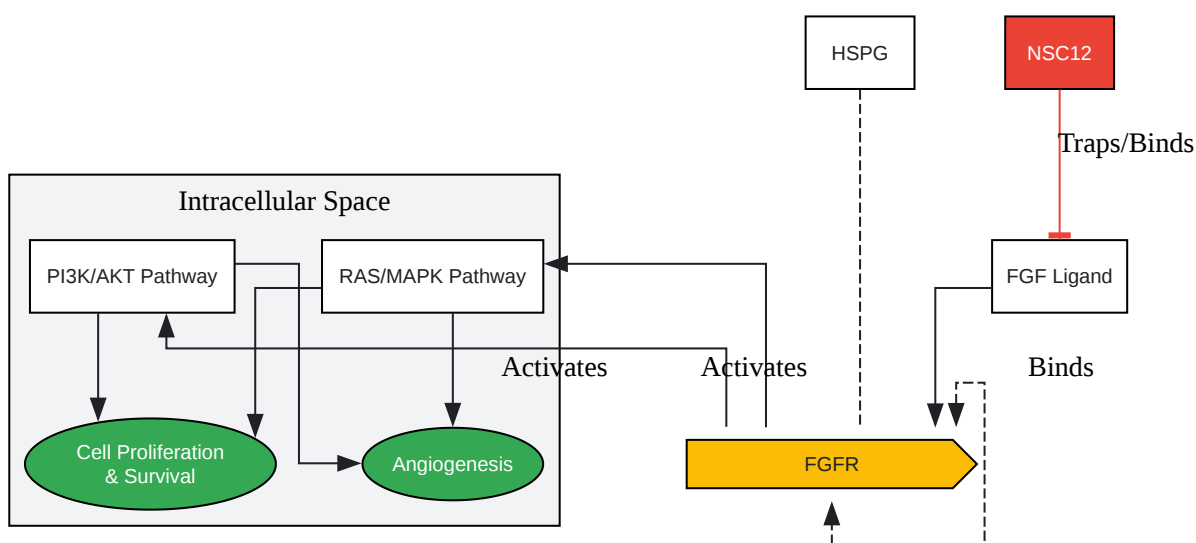 HSPG
NSC12
Traps/Binds
Intracellular Space
PI3K/AKT Pathway
RAS/MAPK Pathway
FGF Ligand
Activates
Activates
Binds
Cell Proliferation
& Survival
Angiogenesis
FGFR